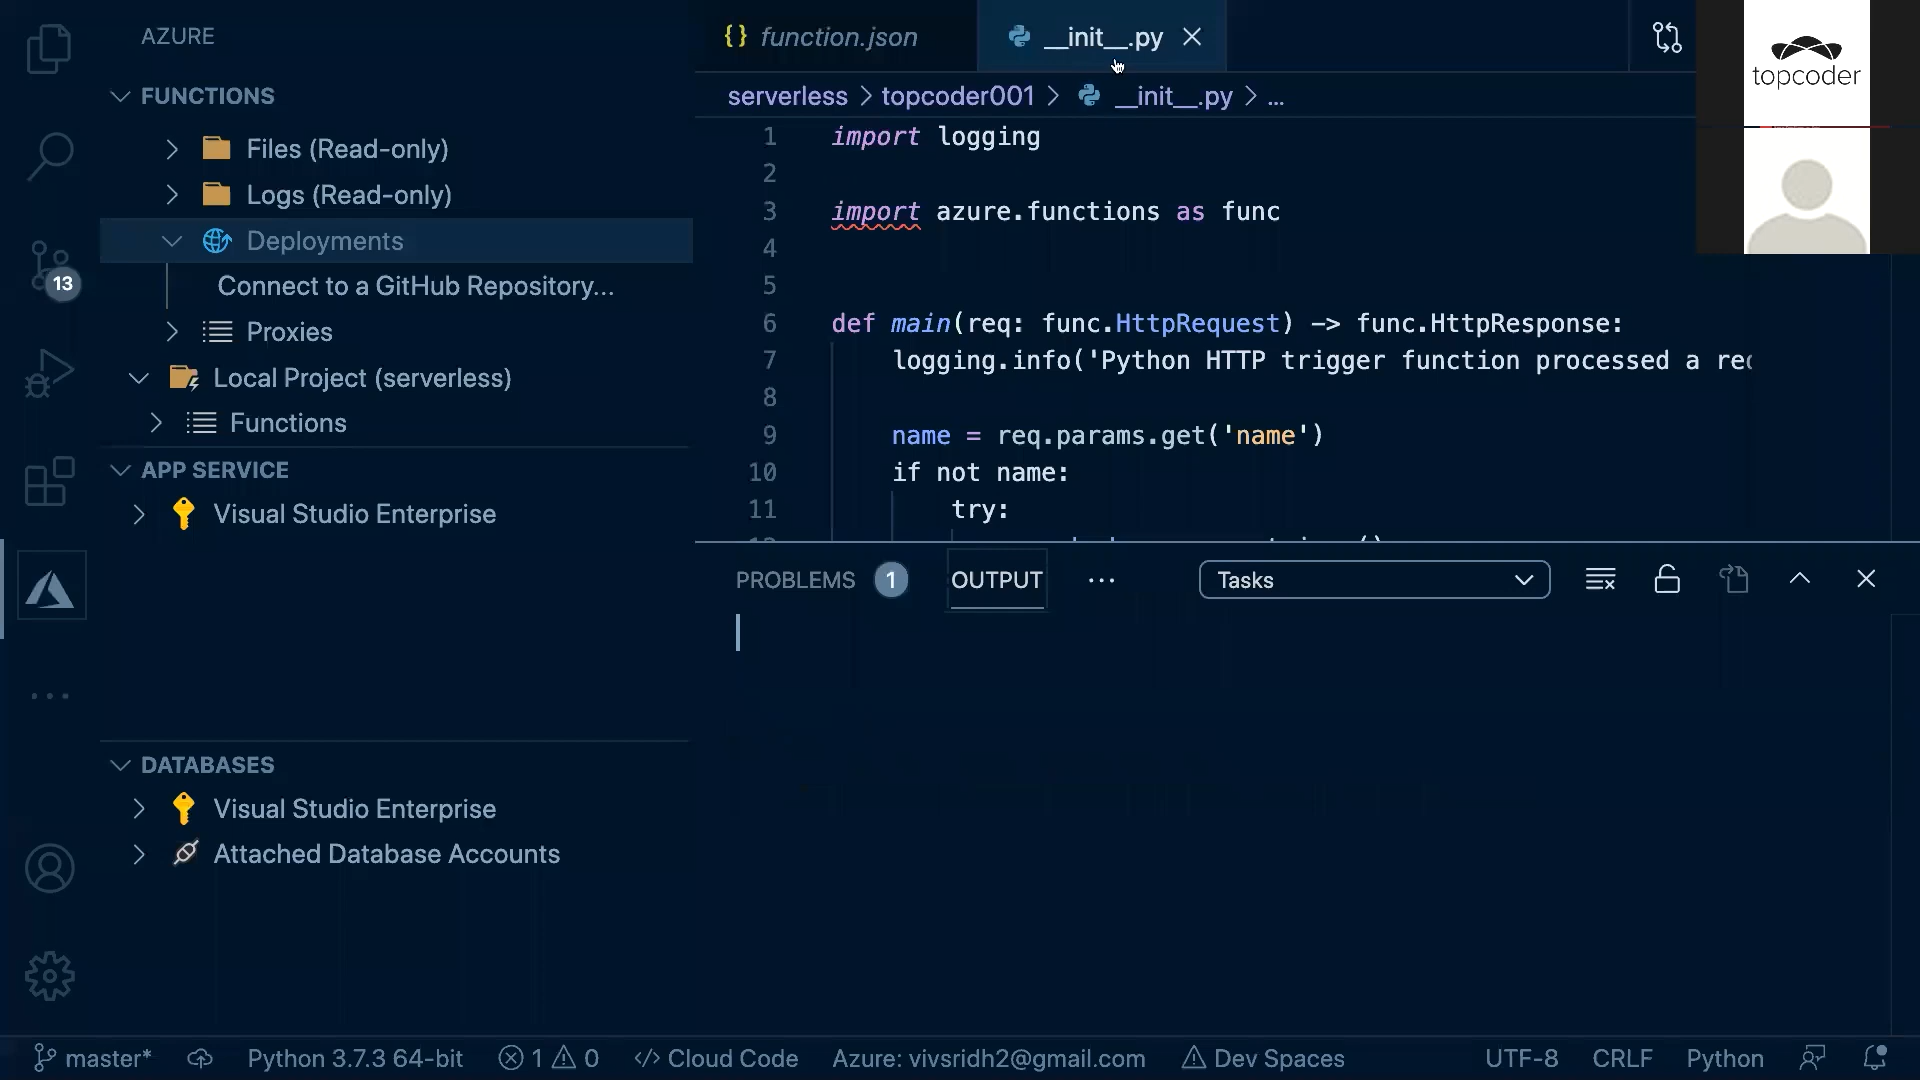 AZURE
FUNCTIONS
Files (Read-only)
Logs (Read-only)
Deployments
Connect to a GitHub Repository...
Proxies
Local Project (serverless)
Functions
APP SERVICE
Visual Studio Enterprise
DATABASES
Visual Studio Enterprise
Attached Database Accounts
13
{} function.json
__init__.py
serverless > topcoder001 > __init__.py > ...
1 import logging
2
3 import azure.functions as func
4
5
6 def main(req: func.HttpRequest) -> func.HttpResponse:
7 logging.info('Python HTTP trigger function processed a rec
8
9 name = req.params.get('name')
10 if not name:
11 try:
PROBLEMS 1 OUTPUT ... Tasks
topcoder
master* Python 3.7.3 64-bit 1 0 </> Cloud Code Azure: vivsridh2@gmail.com Dev Spaces UTF-8 CRLF Python